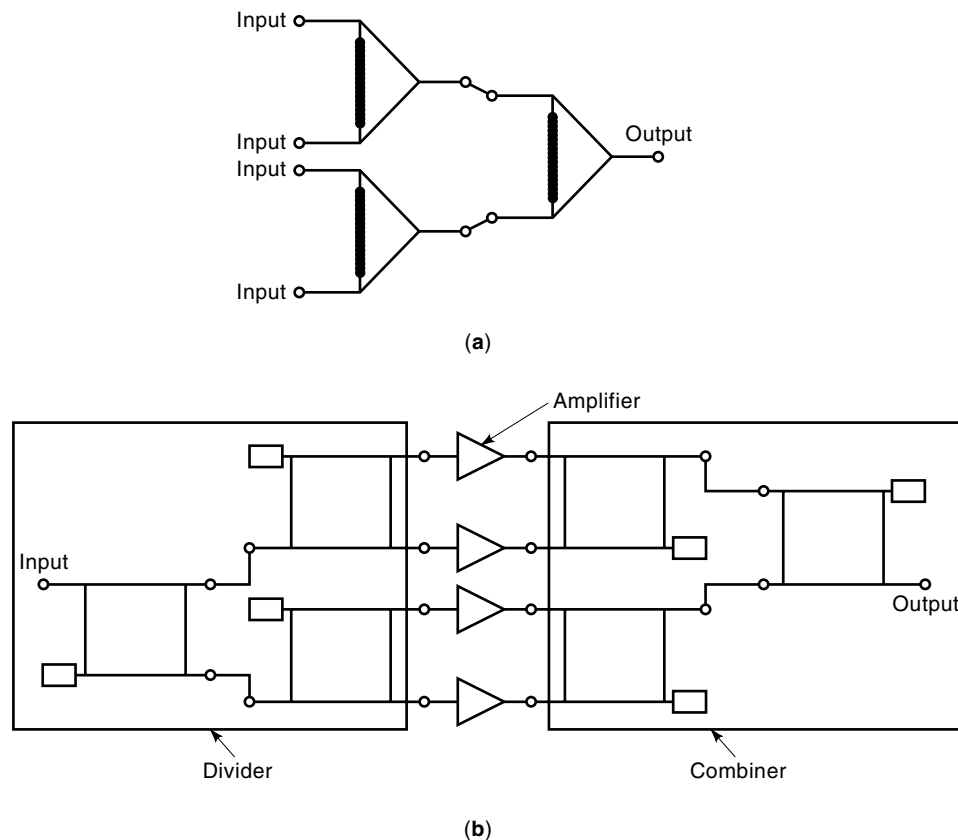 Input
Input
Output
Input
Input
(a)
Amplifier
Input
Output
Divider
Combiner
(b)